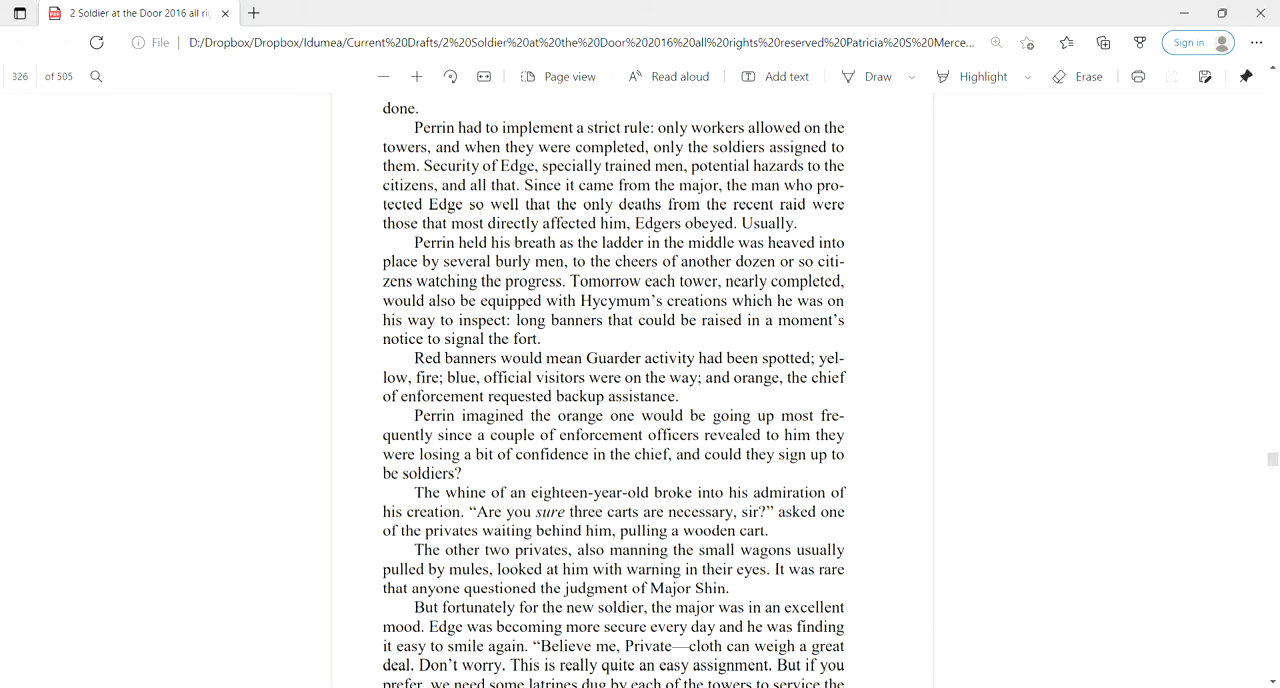 2 Soldier at the Door 2016 all ri
File
D:/Dropbox/Dropbox/Idumea/Current%20Drafts/2%20Soldier%20at%20the%20Door%202016%20all%20rights%20reserved%20Patricia%20S%20Merce...
Sign in
326 of 505
Page view
Read aloud
Add text
Draw
Highlight
Erase
done.
Perrin had to implement a strict rule: only workers allowed on the
towers, and when they were completed, only the soldiers assigned to
them. Security of Edge, specially trained men, potential hazards to the
citizens, and all that. Since it came from the major, the man who pro-
tected Edge so well that the only deaths from the recent raid were
those that most directly affected him, Edgers obeyed. Usually.
Perrin held his breath as the ladder in the middle was heaved into
place by several burly men, to the cheers of another dozen or so citi-
zens watching the progress. Tomorrow each tower, nearly completed,
would also be equipped with Hycymum's creations which he was on
his way to inspect: long banners that could be raised in a moment's
notice to signal the fort.
Red banners would mean Guarder activity had been spotted; yel-
low, fire; blue, official visitors were on the way; and orange, the chief
of enforcement requested backup assistance.
Perrin imagined the orange one would be going up most fre-
quently since a couple of enforcement officers revealed to him they
were losing a bit of confidence in the chief, and could they sign up to
be soldiers?
The whine of an eighteen-year-old broke into his admiration of
his creation. “Are you sure three carts are necessary, sir?” asked one
of the privates waiting behind him, pulling a wooden cart.
The other two privates, also manning the small wagons usually
pulled by mules, looked at him with warning in their eyes. It was rare
that anyone questioned the judgment of Major Shin.
But fortunately for the new soldier, the major was in an excellent
mood. Edge was becoming more secure every day and he was finding
it easy to smile again. “Believe me, Private—cloth can weigh a great
deal. Don't worry. This is really quite an easy assignment. But if you
prefer, we need some latrines dug by each of the towers to service the